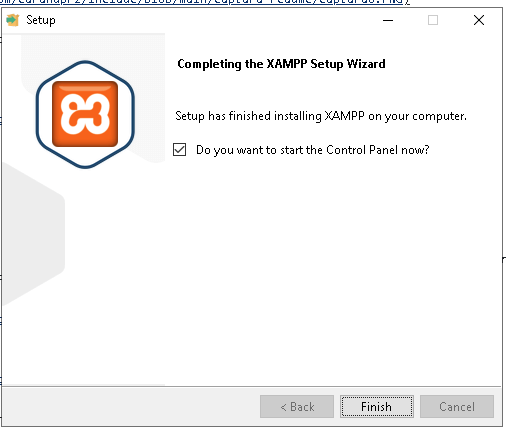 Setup
Completing the XAMPP Setup Wizard
Setup has finished installing XAMPP on your computer.
Do you want to start the Control Panel now?
< Back
Finish
Cancel